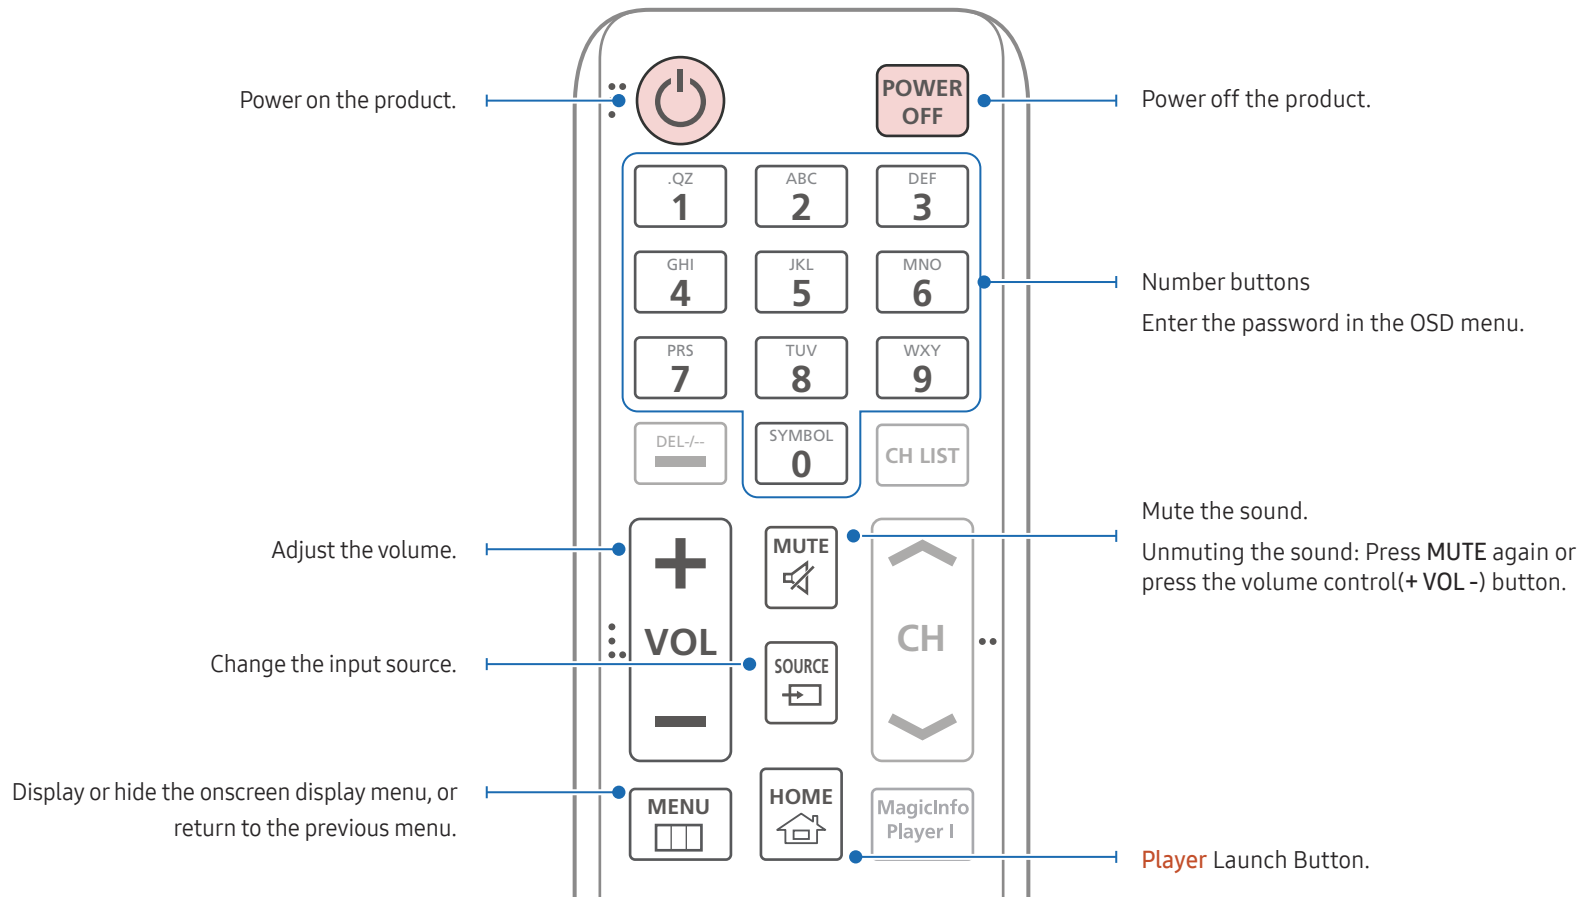 Power on the product.
POWER
OFF
Power off the product.
.QZ
1
ABC
2
DEF
3
GHI
4
JKL
5
MNO
6
Number buttons
Enter the password in the OSD menu.
PRS
7
TUV
8
WXY
9
DEL-/--
SYMBOL
0
CH LIST
Adjust the volume.
VOL
MUTE
CH
Mute the sound.
Unmuting the sound: Press MUTE again or
press the volume control(+ VOL -) button.
Change the input source.
SOURCE
Display or hide the onscreen display menu, or
return to the previous menu.
MENU
HOME
MagicInfo
Player I
Player Launch Button.